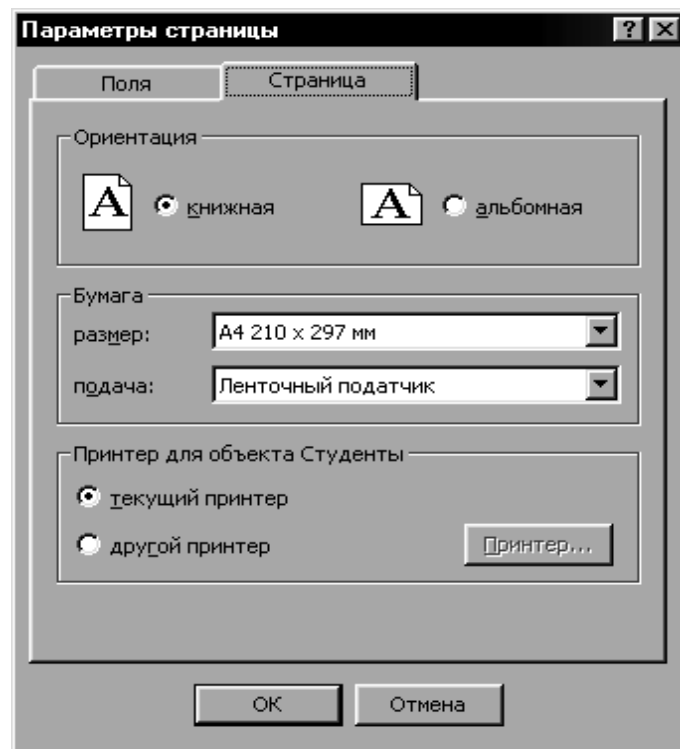 Параметры страницы
Поля Страница
Ориентация
A книжная A альбомная
Бумага
размер: A4 210 x 297 мм
подача: Ленточный податчик
Принтер для объекта Студенты
текущий принтер
другой принтер Принтер...
ОК Отмена